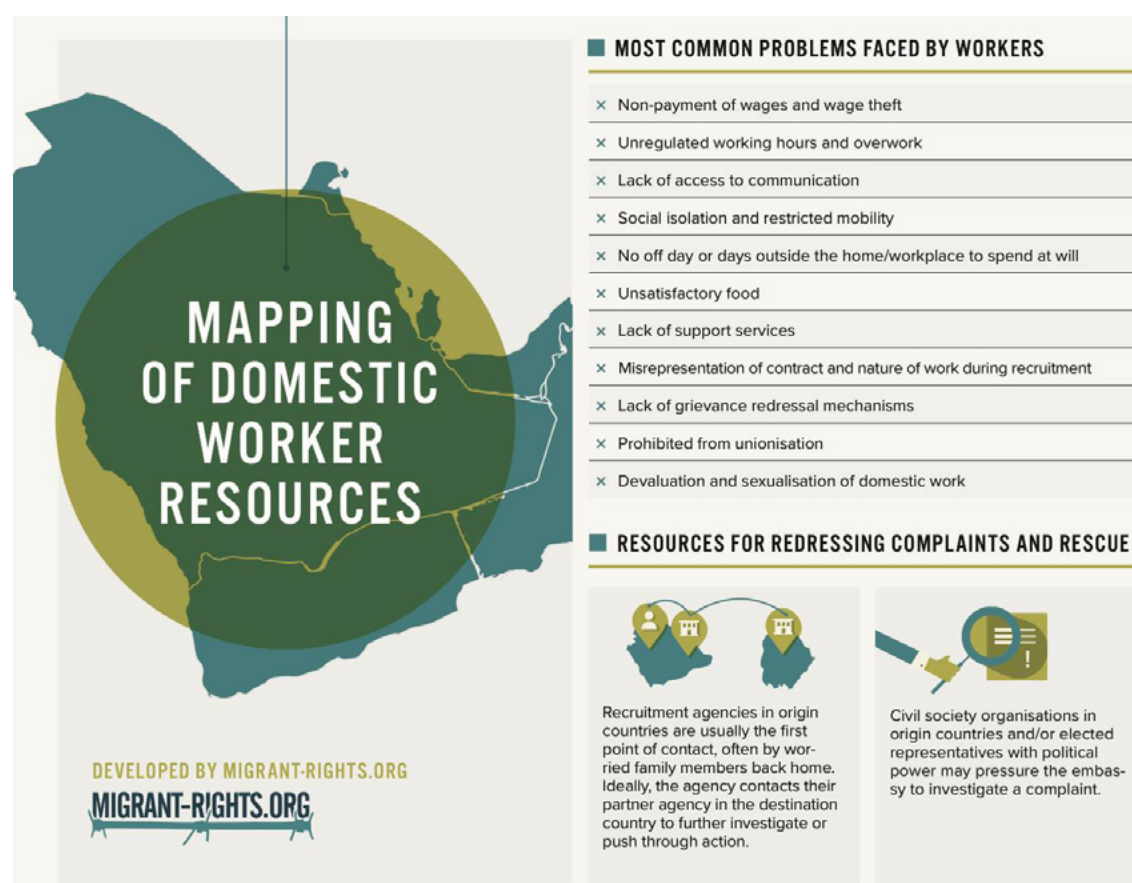 MAPPING
OF DOMESTIC
WORKER
RESOURCES
DEVELOPED BY MIGRANT-RIGHTS.ORG
MIGRANT-RIGHTS.ORG
MOST COMMON PROBLEMS FACED BY WORKERS
× Non-payment of wages and wage theft
× Unregulated working hours and overwork
× Lack of access to communication
× Social isolation and restricted mobility
× No off day or days outside the home/workplace to spend at will
× Unsatisfactory food
× Lack of support services
× Misrepresentation of contract and nature of work during recruitment
× Lack of grievance redressal mechanisms
× Prohibited from unionisation
× Devaluation and sexualisation of domestic work
RESOURCES FOR REDRESSING COMPLAINTS AND RESCUE
Recruitment agencies in origin
countries are usually the first
point of contact, often by wor-
ried family members back home.
Ideally, the agency contacts their
partner agency in the destination
country to further investigate or
push through action.
!
Civil society organisations in
origin countries and/or elected
representatives with political
power may pressure the embas-
sy to investigate a complaint.